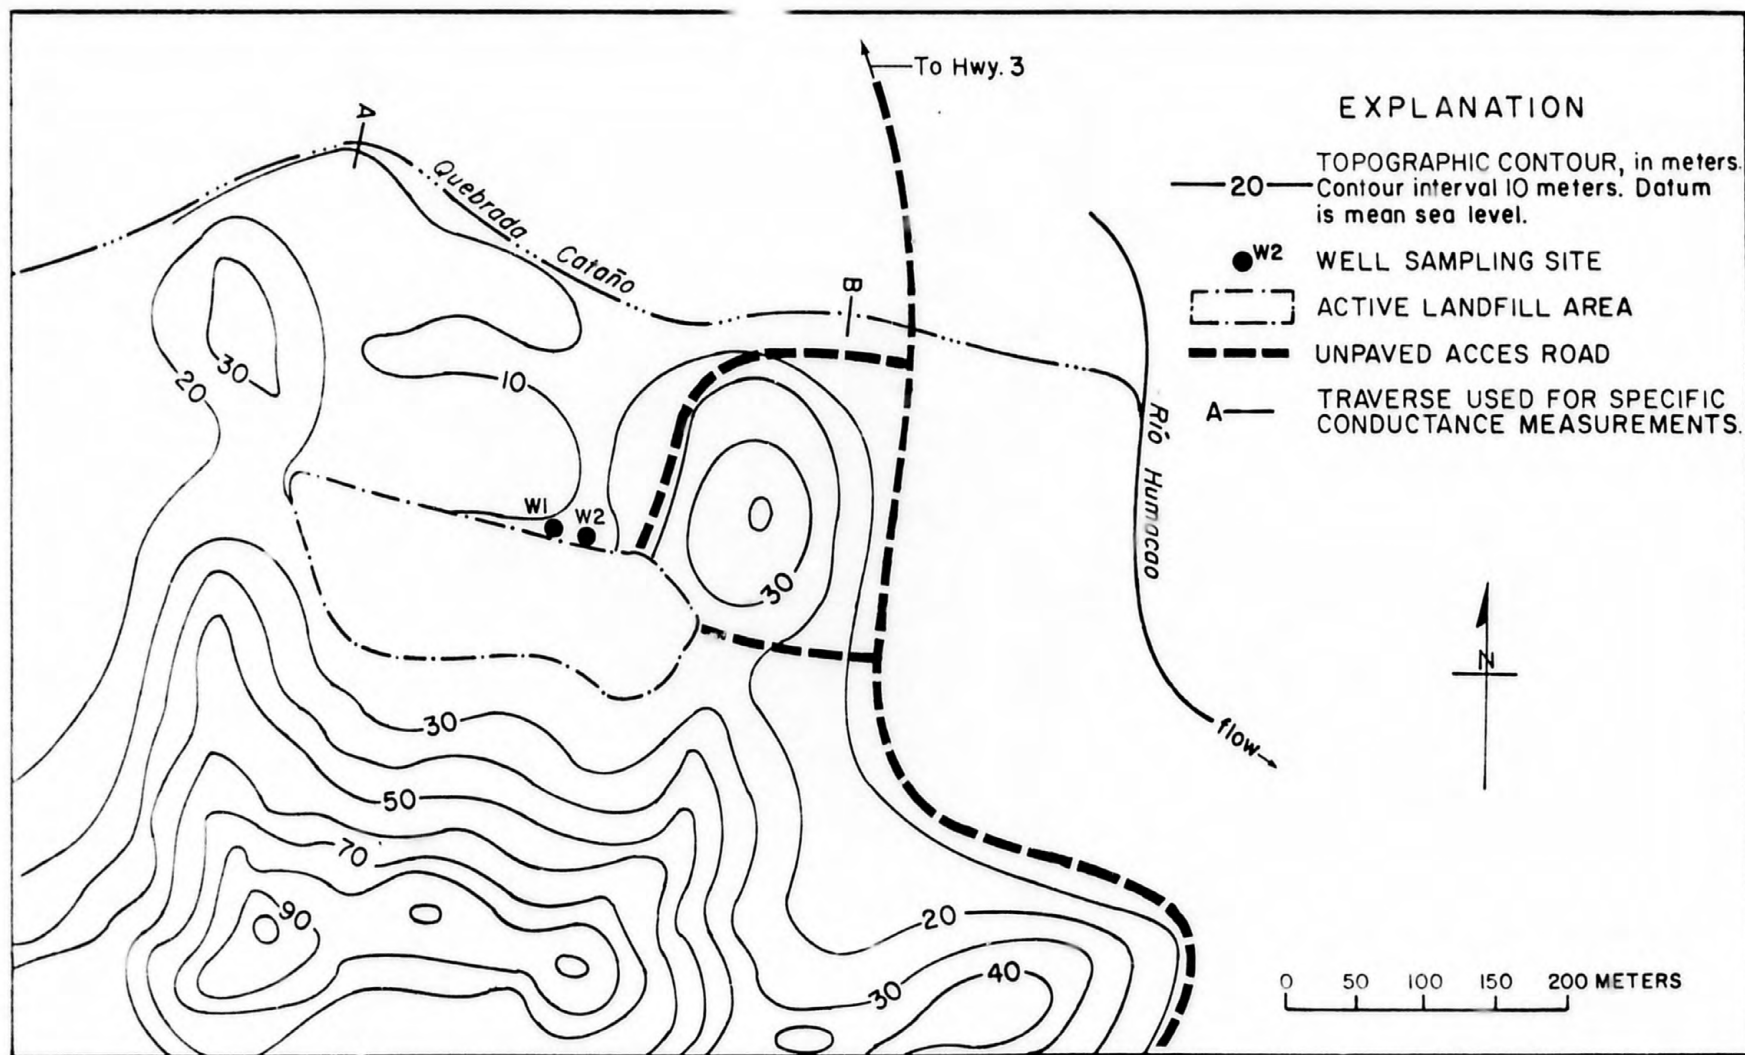 To Hwy. 3
EXPLANATION
20
TOPOGRAPHIC CONTOUR, in meters.
Contour interval 10 meters. Datum
is mean sea level.
W2
WELL SAMPLING SITE
ACTIVE LANDFILL AREA
UNPAVED ACCES ROAD
A
TRAVERSE USED FOR SPECIFIC
CONDUCTANCE MEASUREMENTS.
A
Quebrada
Cataño
B
30
20
10
Río Humacao
W1
W2
30
N
30
flow
50
70
90
20
30
40
0 50 100 150 200 METERS